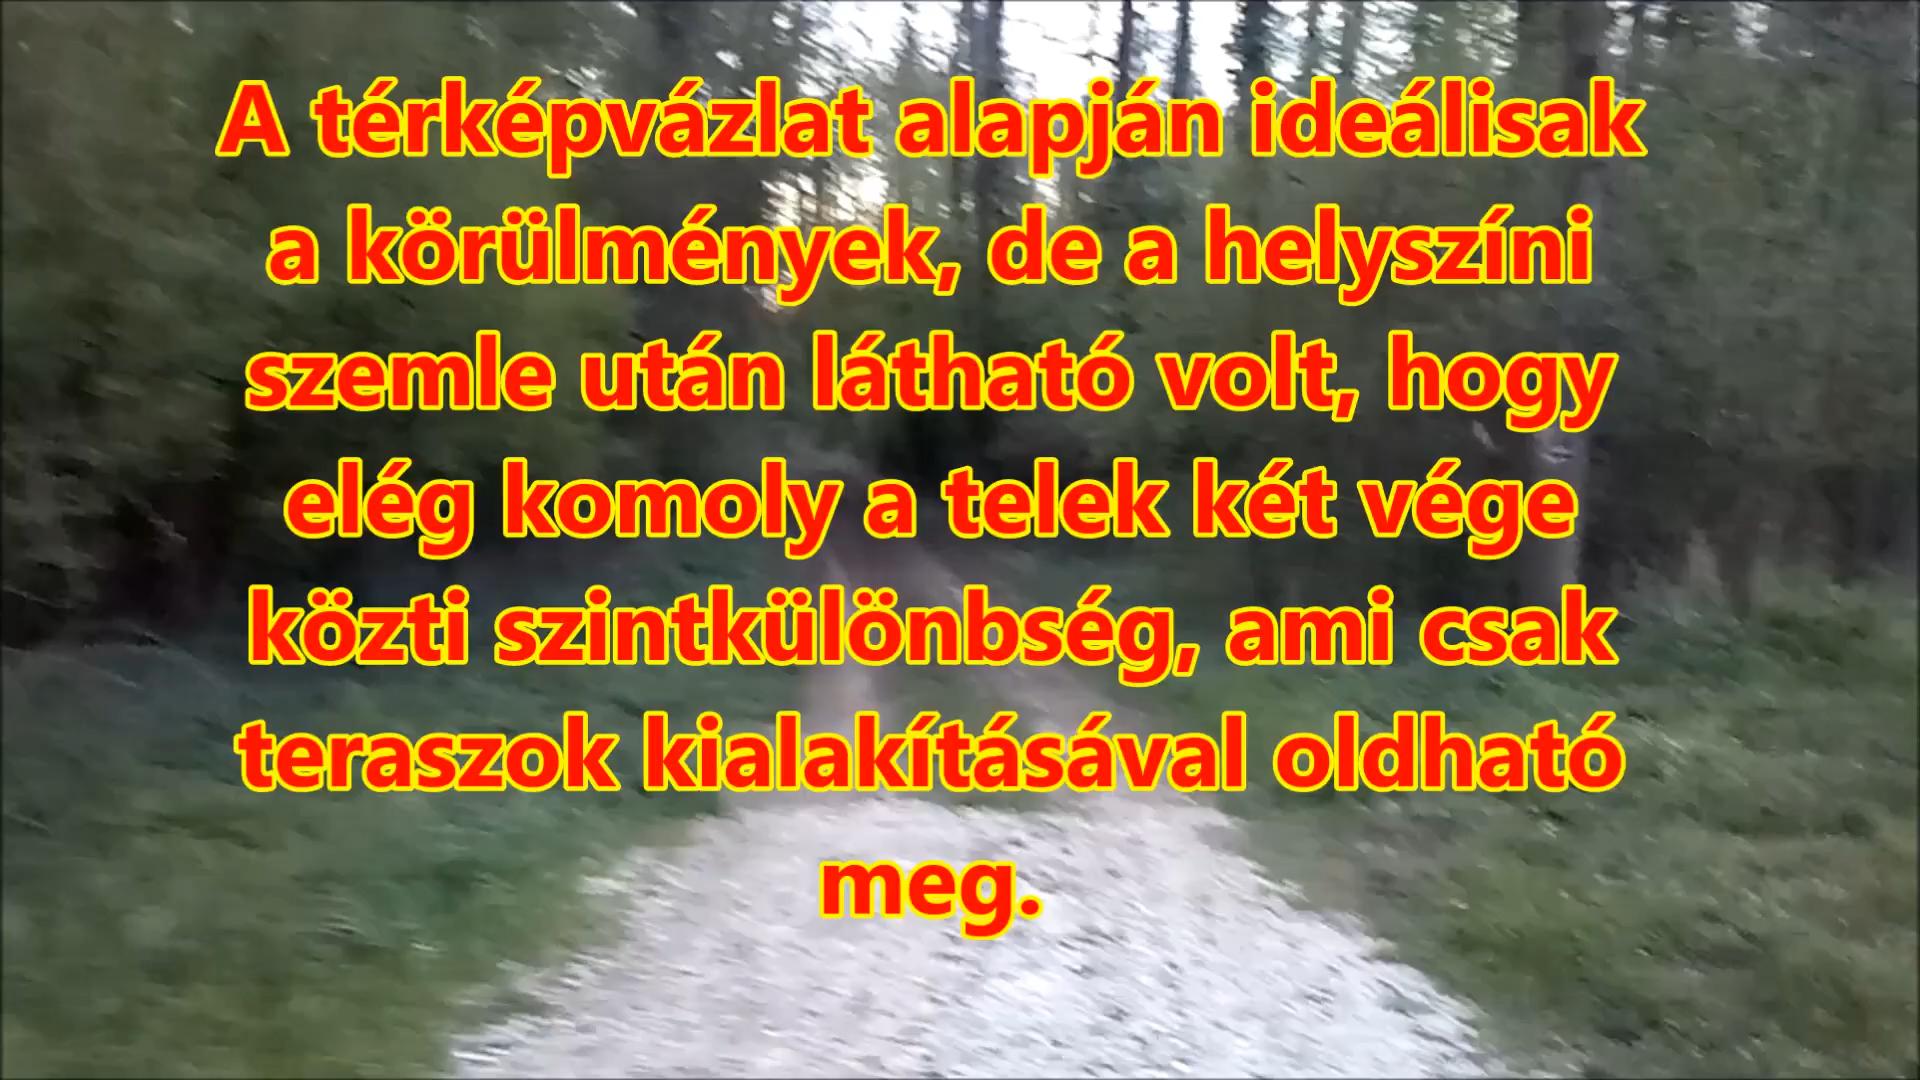 A térképvázlat alapján ideálisak
a körülmények, de a helyszíni
szemle után látható volt, hogy
elég komoly a telek két vége
közti szintkülönbség, ami csak
teraszok kialakításával oldható
meg.